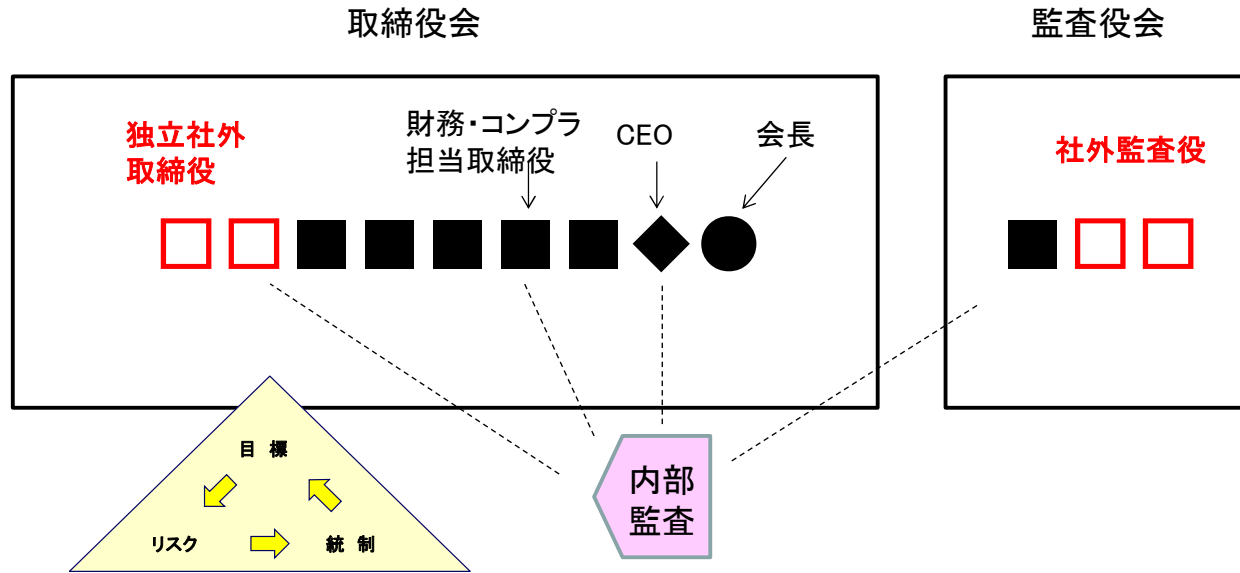 取締役会
監査役会
独立社外
取締役
財務・コンプラ
担当取締役
CEO
会長
社外監査役
目 標
リスク
統 制
内部
監査